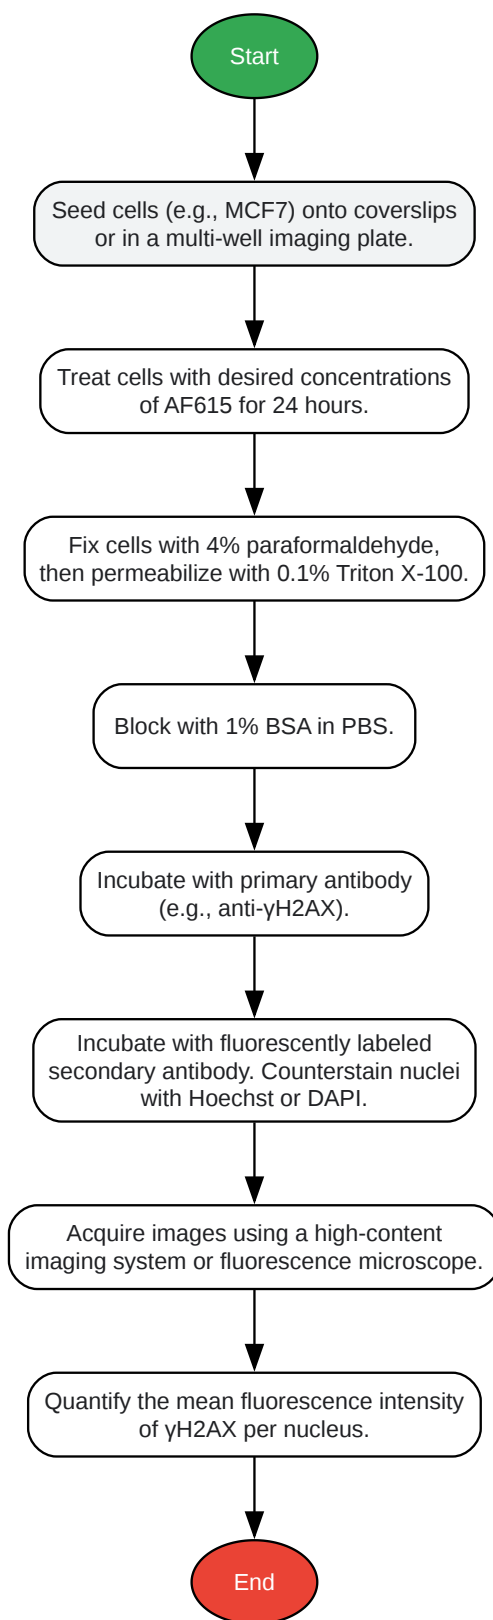 Start
Seed cells (e.g., MCF7) onto coverslips
or in a multi-well imaging plate.
Treat cells with desired concentrations
of AF615 for 24 hours.
Fix cells with 4% paraformaldehyde,
then permeabilize with 0.1% Triton X-100.
Block with 1% BSA in PBS.
Incubate with primary antibody
(e.g., anti-γH2AX).
Incubate with fluorescently labeled
secondary antibody. Counterstain nuclei
with Hoechst or DAPI.
Acquire images using a high-content
imaging system or fluorescence microscope.
Quantify the mean fluorescence intensity
of γH2AX per nucleus.
End